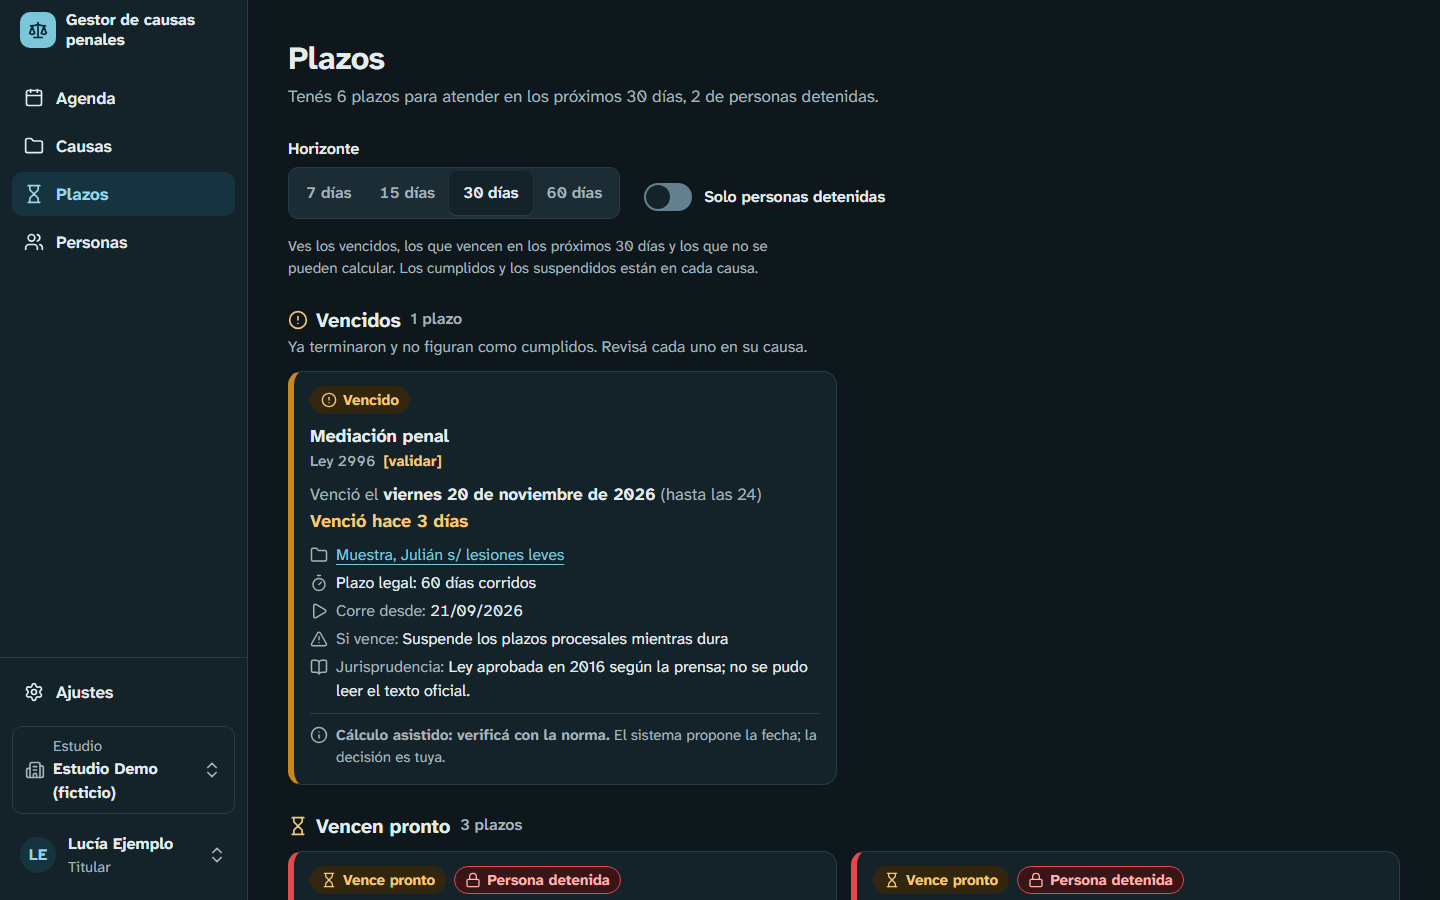 Gestor de causas
penales
Agenda
Causas
Plazos
Personas
Ajustes
Estudio
Estudio Demo
(ficticio)
LE
Lucía Ejemplo
Titular
Plazos
Tenés 6 plazos para atender en los próximos 30 días, 2 de personas detenidas.
Horizonte
7 días 15 días 30 días 60 días
Solo personas detenidas
Ves los vencidos, los que vencen en los próximos 30 días y los que no se
pueden calcular. Los cumplidos y los suspendidos están en cada causa.
Vencidos 1 plazo
Ya terminaron y no figuran como cumplidos. Revisá cada uno en su causa.
Vencido
Mediación penal
Ley 2996 [validar]
Venció el viernes 20 de noviembre de 2026 (hasta las 24)
Venció hace 3 días
Muestra, Julián s/ lesiones leves
Plazo legal: 60 días corridos
Corre desde: 21/09/2026
Si vence: Suspende los plazos procesales mientras dura
Jurisprudencia: Ley aprobada en 2016 según la prensa; no se pudo
leer el texto oficial.
Cálculo asistido: verificá con la norma. El sistema propone la fecha; la
decisión es tuya.
Vencen pronto 3 plazos
Vence pronto Persona detenida
Vence pronto Persona detenida